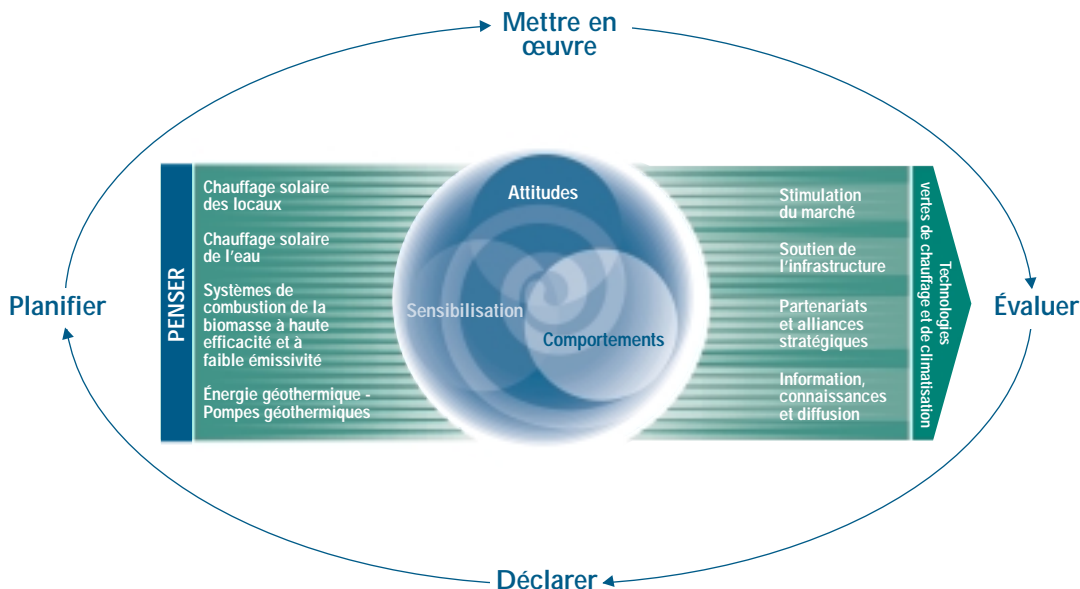 Mettre en
œuvre
Planifier
PENSER
Chauffage solaire
des locaux
Chauffage solaire
de l'eau
Systèmes de
combustion de la
biomasse à haute
efficacité et à
faible émissivité
Énergie géothermique -
Pompes géothermiques
Attitudes
Sensibilisation
Comportements
Stimulation
du marché
Soutien de
l'infrastructure
Partenariats
et alliances
stratégiques
Information,
connaissances
et diffusion
Technologies
vertes de chauffage et de climatisation
Évaluer
Déclarer